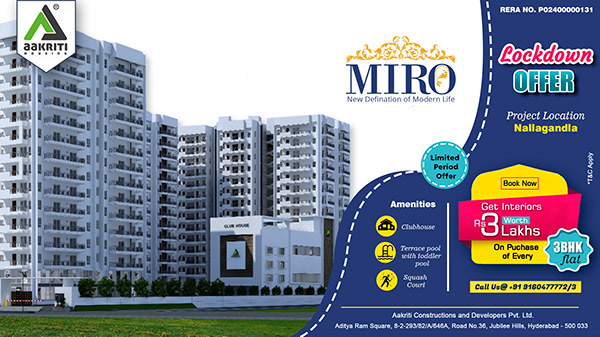 aakriti
HOUSING
RERA NO. P02400000131
MIRO
New Defination of Modern Life
Lockdown
OFFER
Project Location
Nallagandla
Limited
Period
Offer
*T&C Apply
Book Now
Get Interiors
Rs 3 Worth
Lakhs
On Puchase
of Every
3BHK
flat
Call Us@ +91 9160477772/3
Amenities
Clubhouse
Terrace pool
with toddler
pool
Squash
Court
CLUB HOUSE
Aakriti Constructions and Developers Pvt. Ltd.
Aditya Ram Square, 8-2-293/82/A/646A, Road No.36, Jubilee Hills, Hyderabad - 500 033